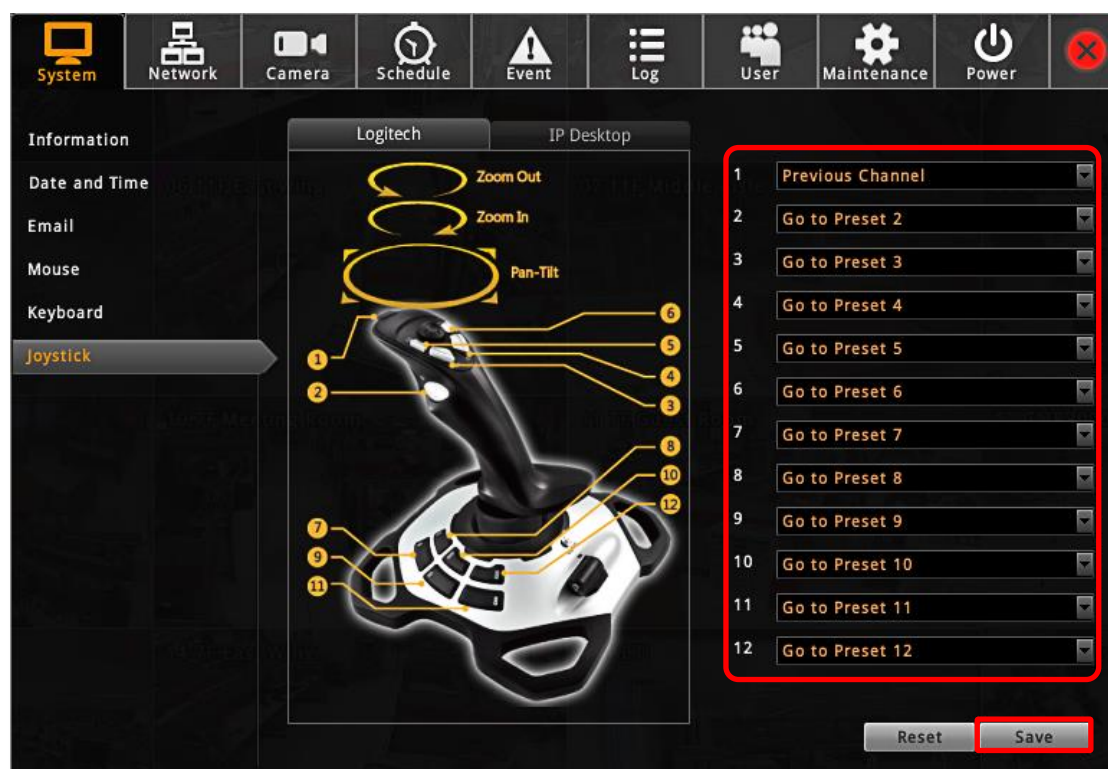 System Network Camera Schedule Event Log User Maintenance Power
Information
Date and Time
Email
Mouse
Keyboard
Joystick
Logitech IP Desktop
Zoom Out
Zoom In
Pan-Tilt
6
5
1
4
2
3
8
10
12
7
9
11
1 Previous Channel
2 Go to Preset 2
3 Go to Preset 3
4 Go to Preset 4
5 Go to Preset 5
6 Go to Preset 6
7 Go to Preset 7
8 Go to Preset 8
9 Go to Preset 9
10 Go to Preset 10
11 Go to Preset 11
12 Go to Preset 12
Reset Save